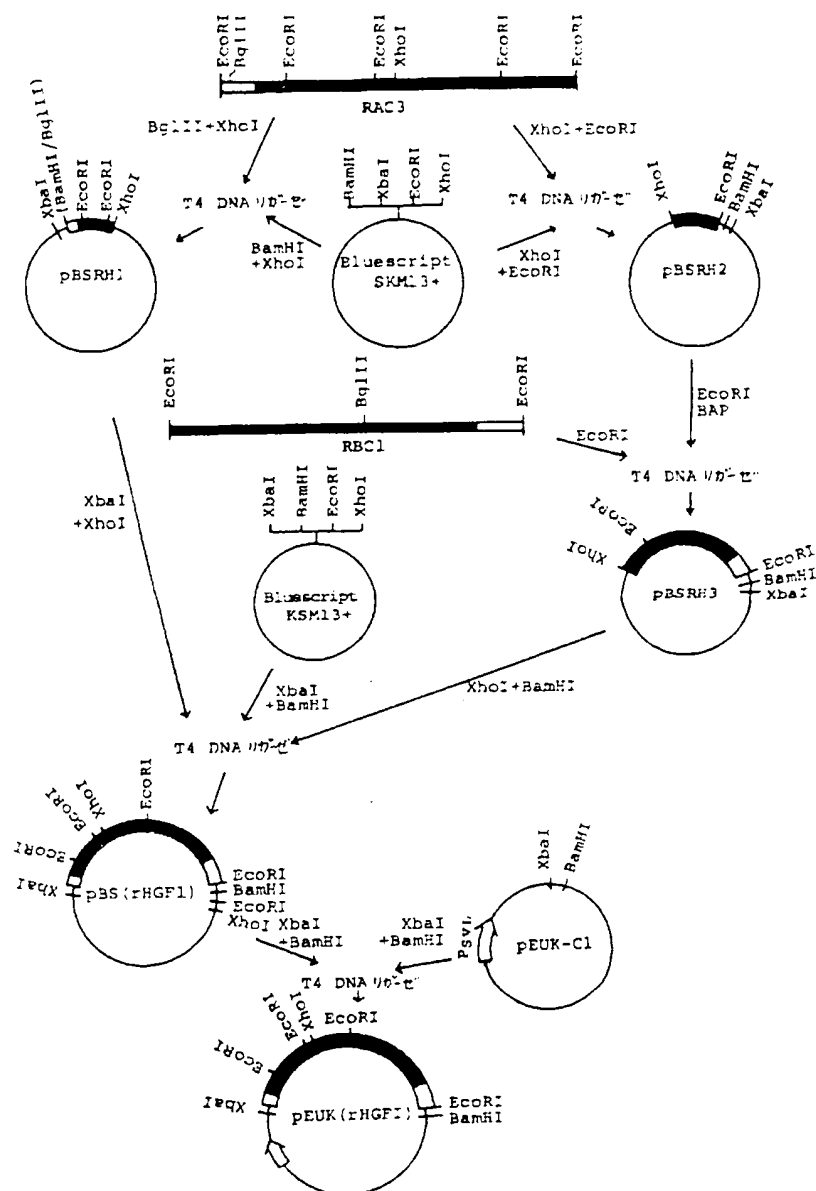 EcoRI
BglII
EcoRI
EcoRI
XhoI
EcoRI
EcoRI
RAC3
BglII+XhoI
XhoI+EcoRI
BamHI
XbaI
EcoRI
XhoI
T4 DNA リガーゼ
T4 DNA リガーゼ
XbaI
(BamHI/BglII)
EcoRI
EcoRI
XhoI
XhoI
EcoRI
BamHI
XbaI
pBSRH1
BamHI
+XhoI
Bluescript
SKM13+
XhoI
+EcoRI
pBSRH2
EcoRI
BglII
EcoRI
RBC1
EcoRI
BAP
EcoRI
T4 DNA リガーゼ
XbaI
+XhoI
XbaI
BamHI
EcoRI
XhoI
Bluescript
KSM13+
EcoRI
XhoI
EcoRI
BamHI
XbaI
pBSRH3
XbaI
+BamHI
XhoI+BamHI
T4 DNA リガーゼ
EcoRI
XhoI
EcoRI
EcoRI
XbaI
pBS(rHGF1)
EcoRI
BamHI
EcoRI
XhoI
XbaI
+BamHI
XbaI
+BamHI
XbaI
BamHI
PSVL
pEUK-C1
T4 DNA リガーゼ
EcoRI
XhoI
EcoRI
EcoRI
XbaI
pEUK(rHGFI)
EcoRI
BamHI